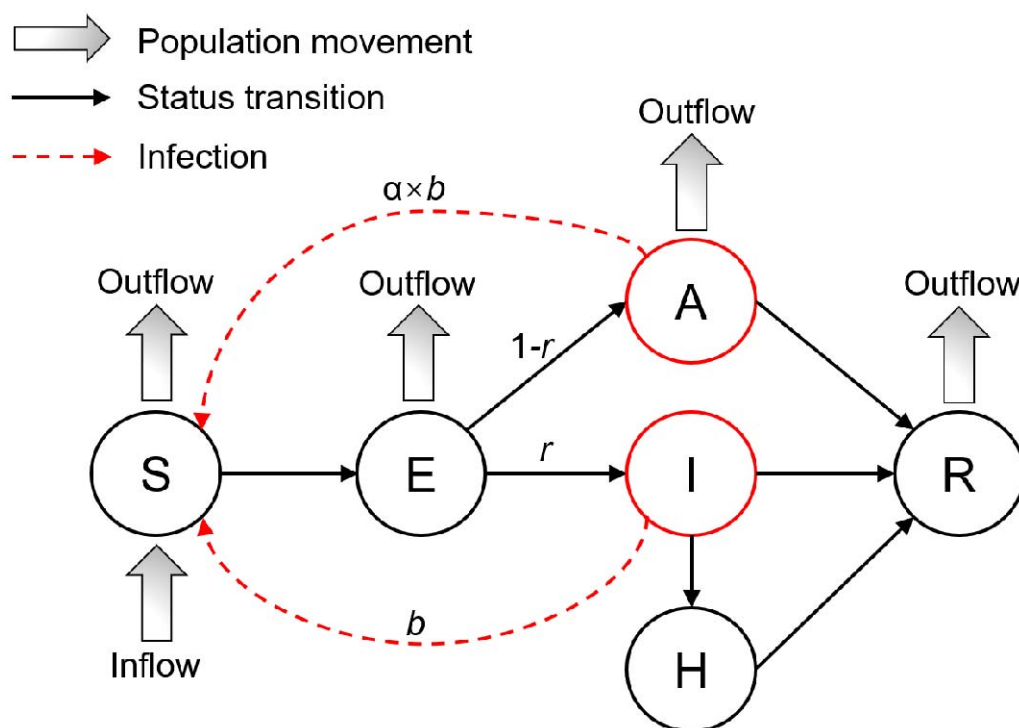 Population movement
Status transition
Infection
Outflow
α×b
A
Outflow
Outflow
Outflow
1-r
S
E
r
I
R
b
Inflow
H